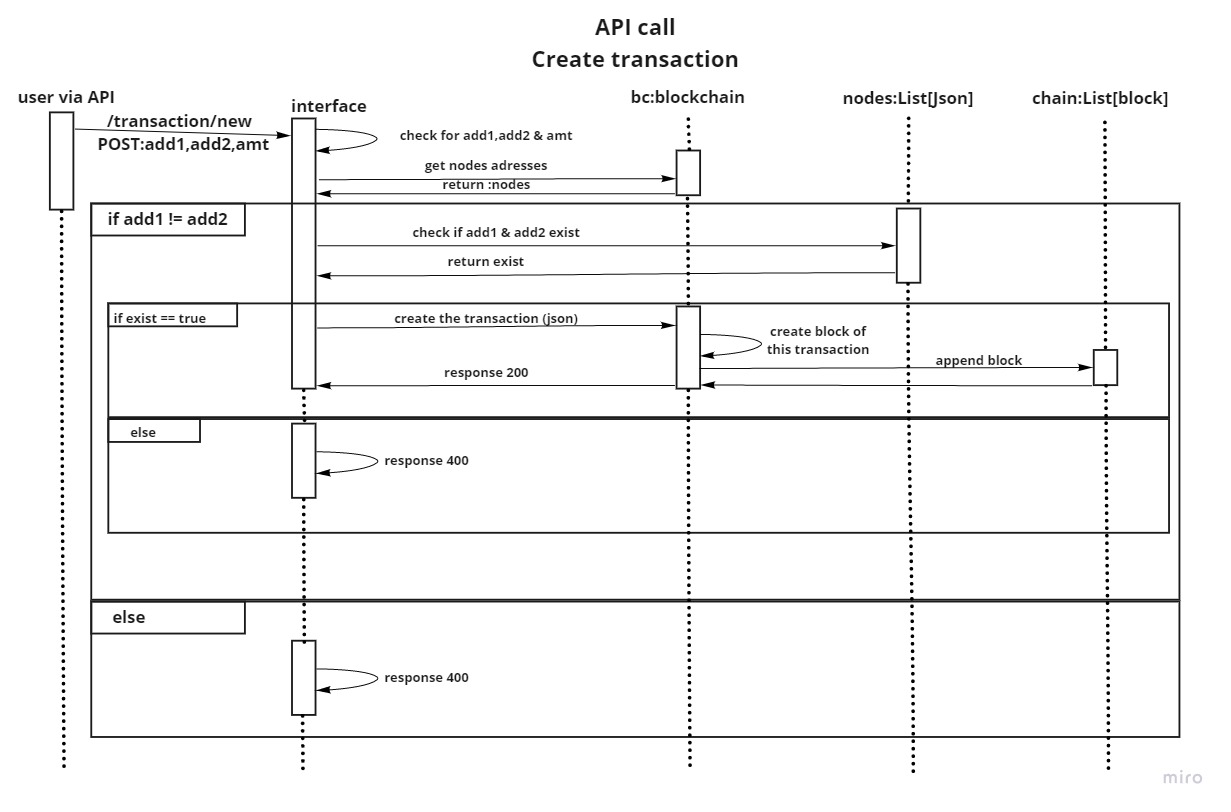 API call
Create transaction
user via API
interface
bc:blockchain
nodes:List[Json]
chain:List[block]
/transaction/new
POST:add1,add2,amt
check for add1,add2 & amt
get nodes adresses
return :nodes
if add1 != add2
check if add1 & add2 exist
return exist
if exist == true
create the transaction (json)
create block of
this transaction
append block
response 200
else
response 400
else
response 400
miro